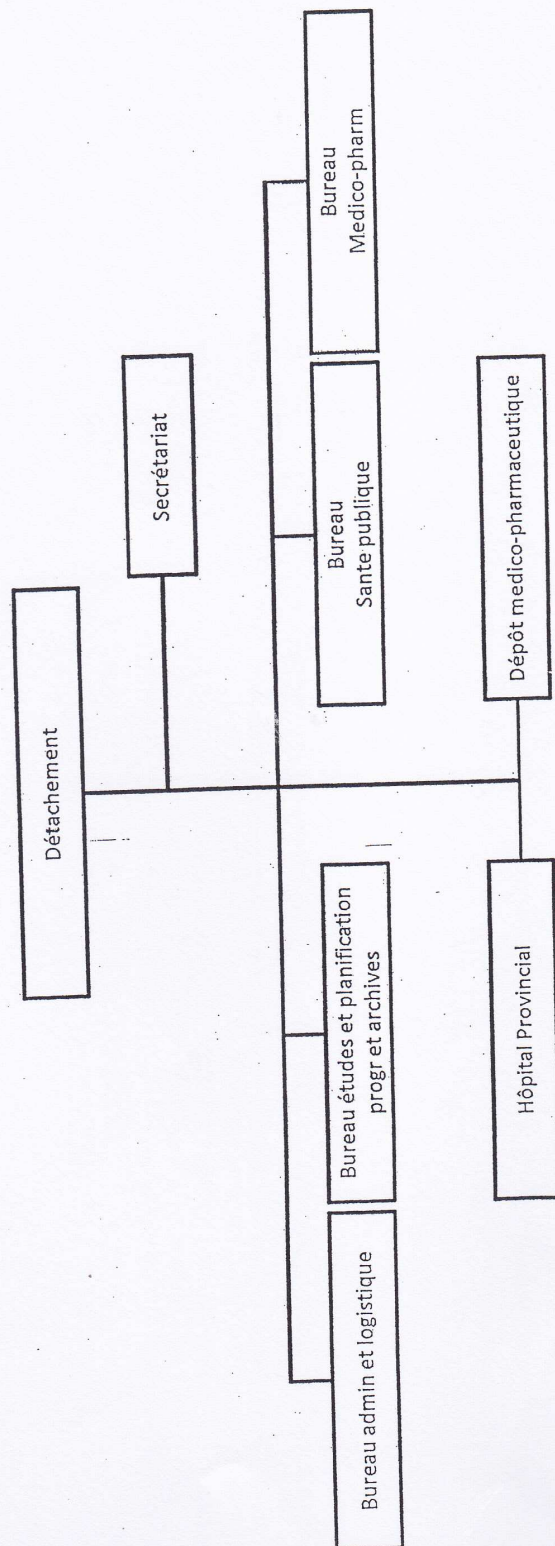 Détachement
Secrétariat
Bureau admin et logistique
Bureau études et planification
progr et archives
Bureau
Sante publique
Bureau
Medico-pharm
Hôpital Provincial
Dépôt medico-pharmaceutique